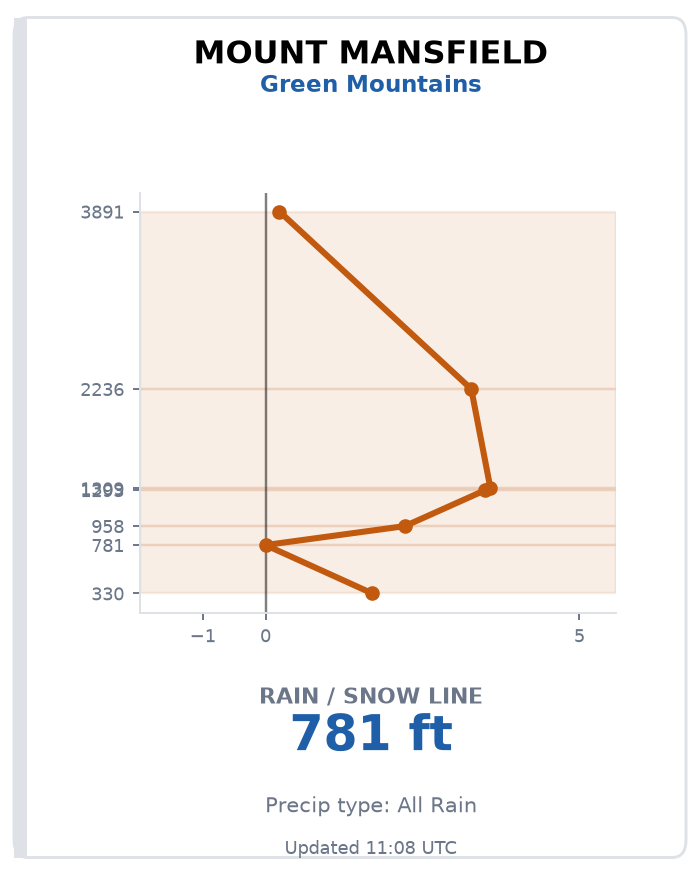 MOUNT MANSFIELD
Green Mountains
3891
2236
958
781
330
−1
0
5
RAIN / SNOW LINE
781 ft
Precip type: All Rain
Updated 11:08 UTC